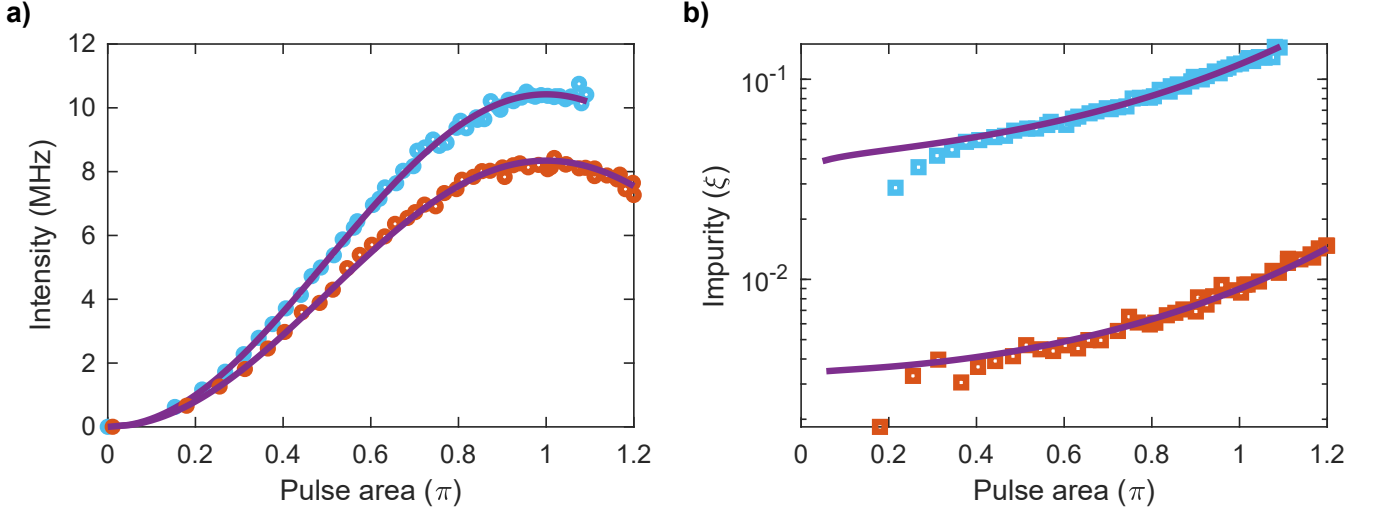 a)
12
10
8
6
4
2
0
Intensity (MHz)
0 0.2 0.4 0.6 0.8 1 1.2
Pulse area (π)
b)
10⁻¹
10⁻²
Impurity (ξ)
0 0.2 0.4 0.6 0.8 1 1.2
Pulse area (π)